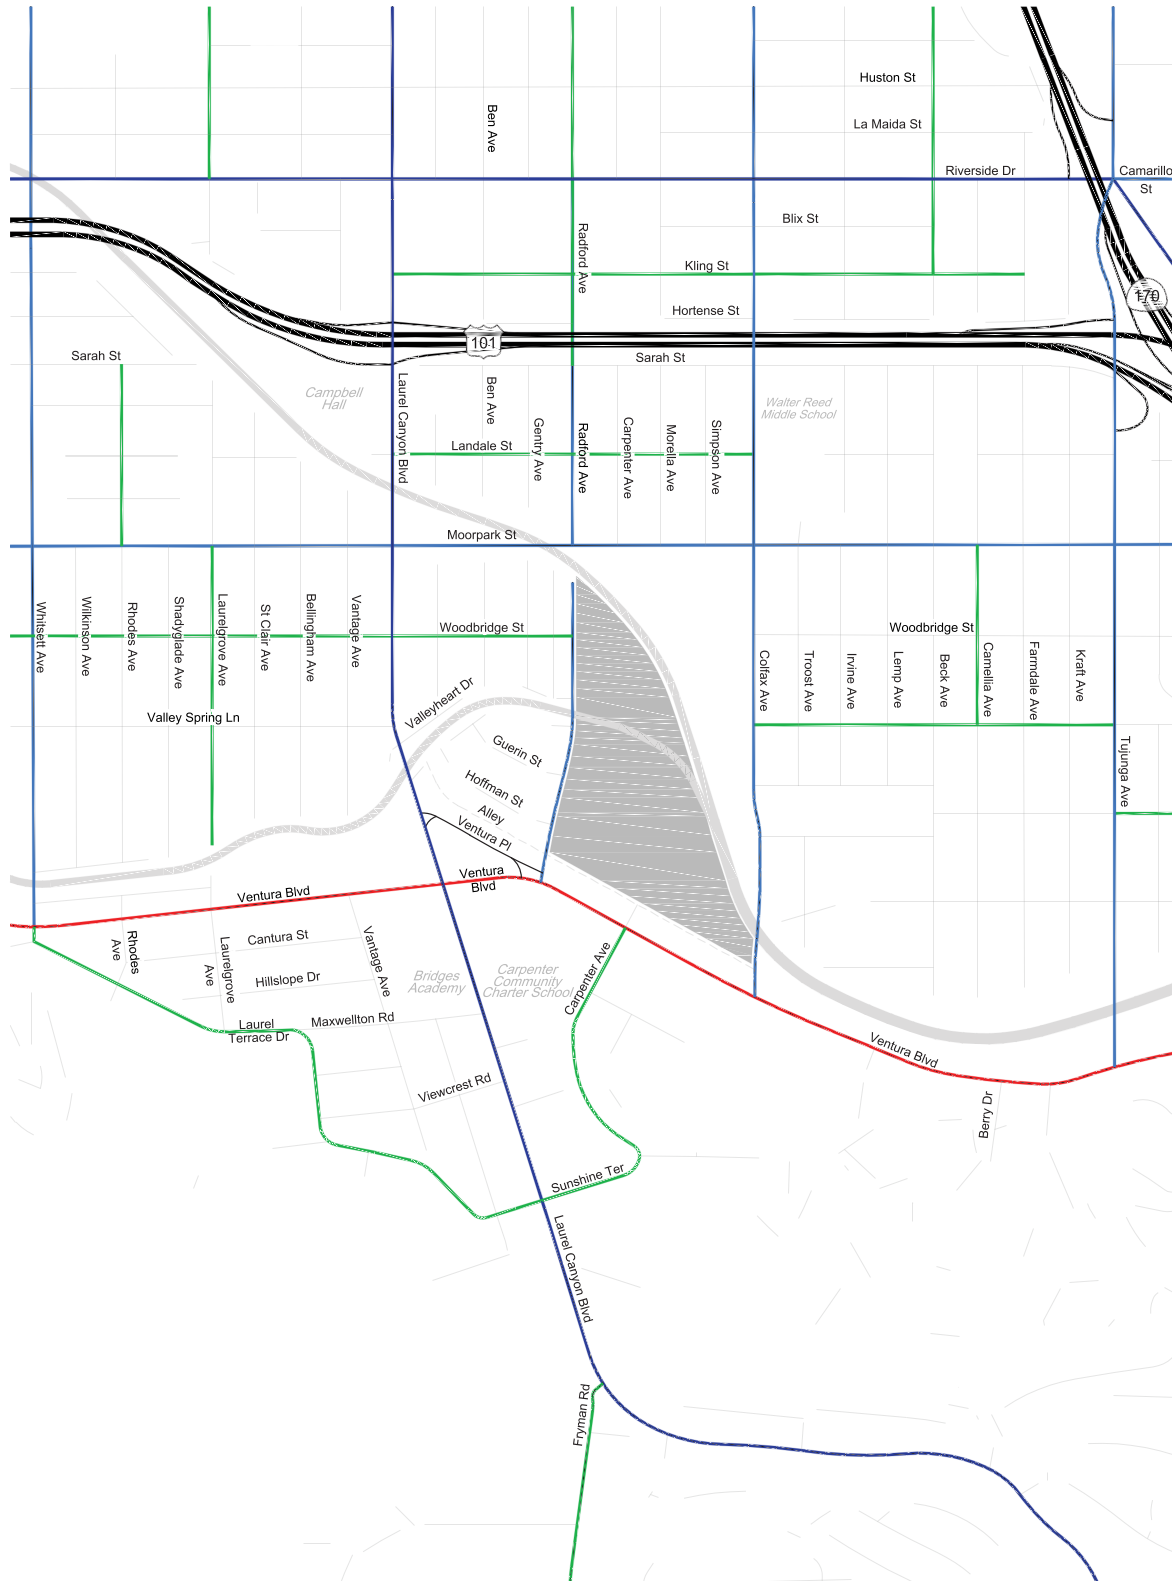 Huston St
Ben Ave
La Maida St
Riverside Dr
Camarillo
St
Blix St
Radford Ave
Kling St
170
Hortense St
101
Sarah St
Sarah St
Campbell
Hall
Laurel Canyon Blvd
Ben Ave
Walter Reed
Middle School
Landale St
Gentry Ave
Radford Ave
Carpenter Ave
Morella Ave
Simpson Ave
Moorpark St
Whitsett Ave
Wilkinson Ave
Rhodes Ave
Shadyglade Ave
Laurelgrove Ave
St Clair Ave
Bellingham Ave
Vantage Ave
Woodbridge St
Woodbridge St
Colfax Ave
Troost Ave
Irvine Ave
Lemp Ave
Beck Ave
Camellia Ave
Farmdale Ave
Kraft Ave
Valleyheart Dr
Valley Spring Ln
Tujunga Ave
Guerin St
Hoffman St
Alley
Ventura Pl
Ventura
Blvd
Ventura Blvd
Rhodes
Ave
Laurelgrove
Ave
Cantura St
Vantage Ave
Hillslope Dr
Bridges
Academy
Carpenter
Community
Charter School
Carpenter Ave
Laurel
Terrace Dr
Maxwellton Rd
Ventura Blvd
Viewcrest Rd
Berry Dr
Sunshine Ter
Laurel Canyon Blvd
Fryman Rd